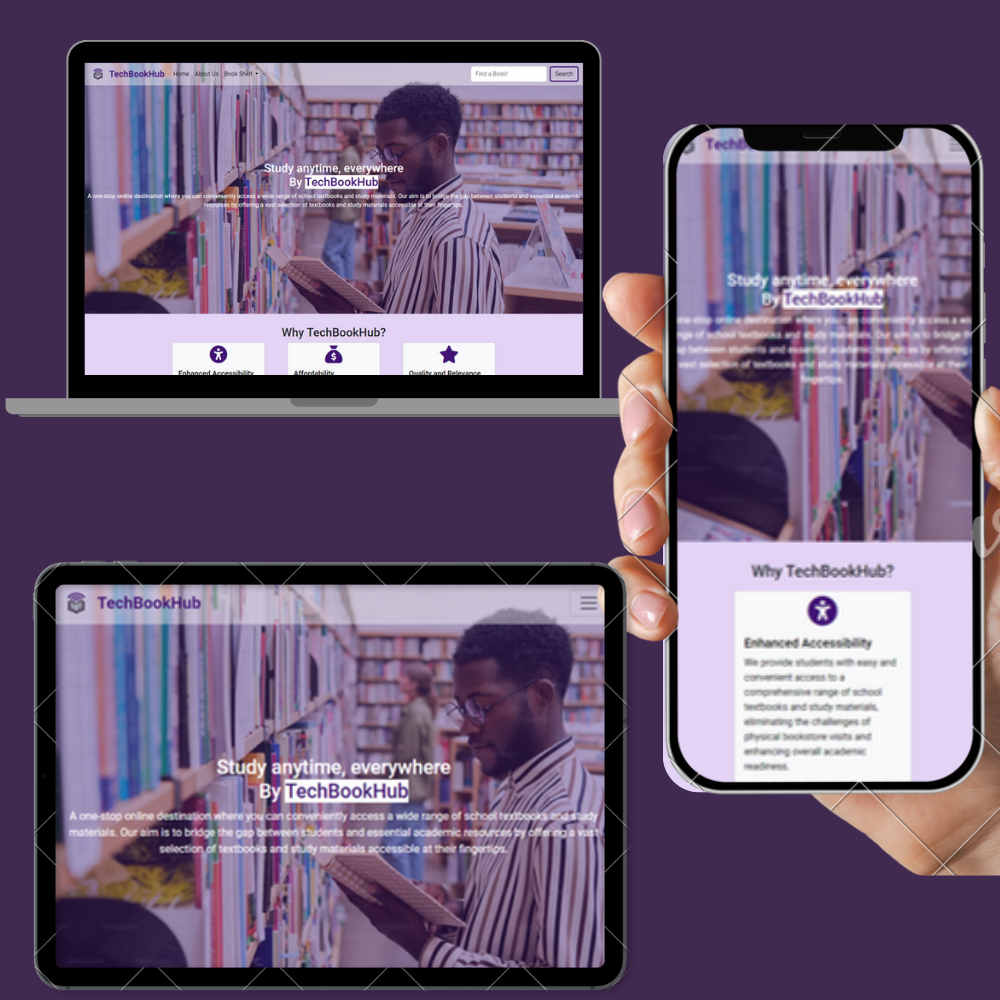 TechBookHub Home About Us Book Shelf Find a Book! Search
Study anytime, everywhere
By TechBookHub
A one-stop online destination where you can conveniently access a wide range of school textbooks and study materials. Our aim is to bridge the gap between students and essential academic
resources by offering a vast selection of textbooks and study materials accessible at their fingertips.
Why TechBookHub?
Enhanced Accessibility Affordability Quality and Relevance
TechB
Study anytime, everywhere
By TechBookHub
one-stop online destination where you can conveniently access a
range of school textbooks and study materials. Our aim is to bridge
gap between students and essential academic resources by offering
vast selection of textbooks and study materials accessible at their
fingertips.
Why TechBookHub?
Enhanced Accessibility
We provide students with easy and
convenient access to a
comprehensive range of school
textbooks and study materials,
eliminating the challenges of
physical bookstore visits and
enhancing overall academic
readiness.
TechBookHub
Study anytime, everywhere
By TechBookHub
A one-stop online destination where you can conveniently access a wide range of school textbooks and study
materials. Our aim is to bridge the gap between students and essential academic resources by offering a vast
selection of textbooks and study materials accessible at their fingertips.